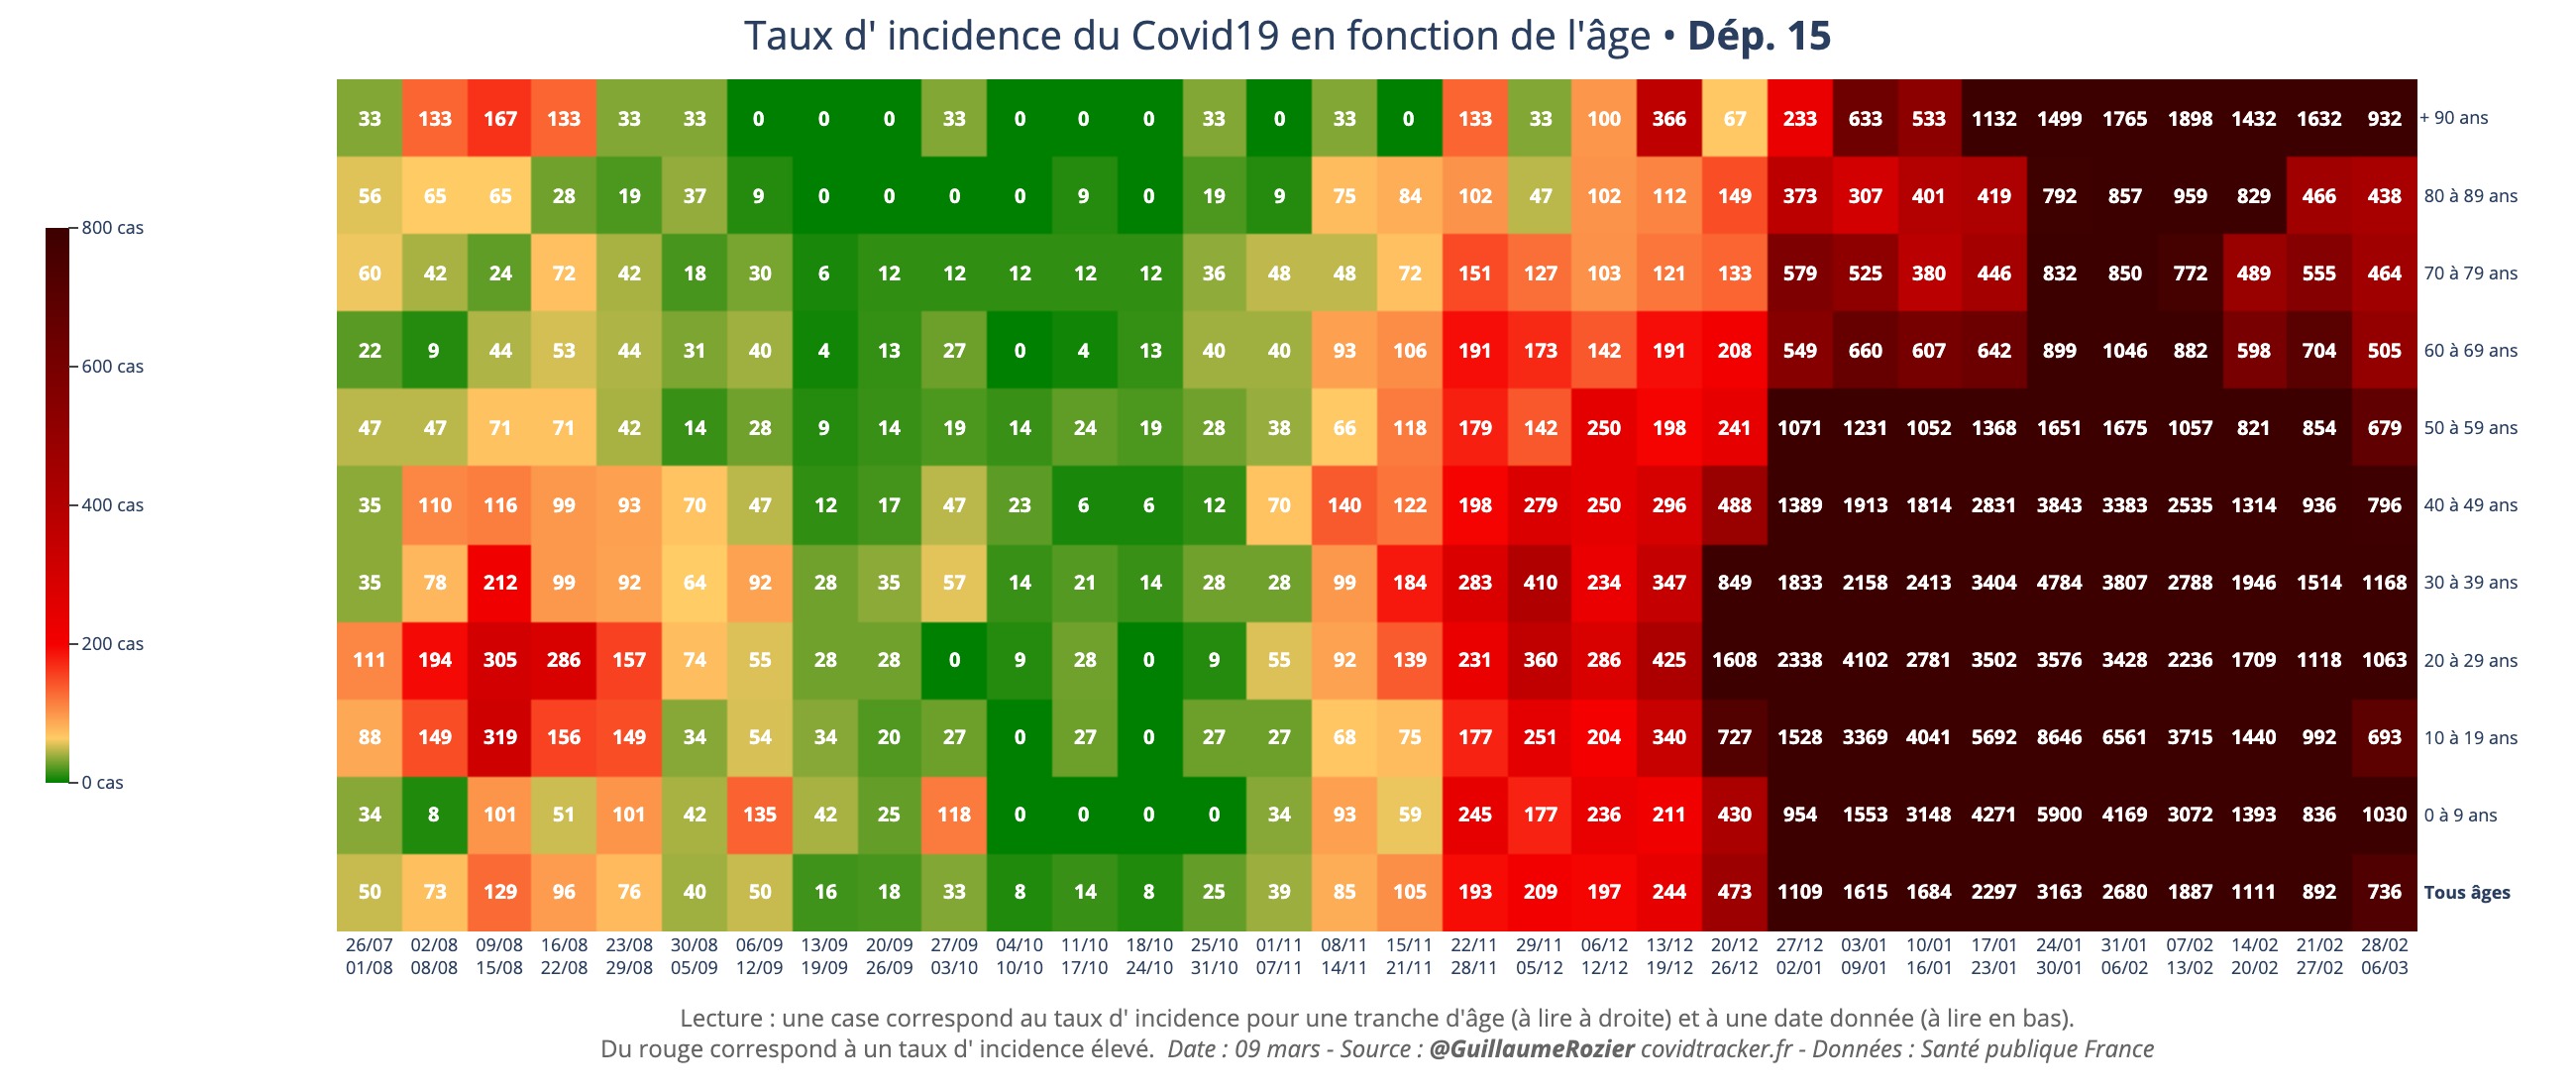 Taux d' incidence du Covid19 en fonction de l'âge • Dép. 15
33 133 167 133 33 33 0 0 0 33 0 0 0 33 0 33 0 133 33 100 366 67 233 633 533 1132 1499 1765 1898 1432 1632 932 + 90 ans
56 65 65 28 19 37 9 0 0 0 0 9 0 19 9 75 84 102 47 102 112 149 373 307 401 419 792 857 959 829 466 438 80 à 89 ans
800 cas
60 42 24 72 42 18 30 6 12 12 12 12 12 36 48 48 72 151 127 103 121 133 579 525 380 446 832 850 772 489 555 464 70 à 79 ans
22 9 44 53 44 31 40 4 13 27 0 4 13 40 40 93 106 191 173 142 191 208 549 660 607 642 899 1046 882 598 704 505 60 à 69 ans
600 cas
47 47 71 71 42 14 28 9 14 19 14 24 19 28 38 66 118 179 142 250 198 241 1071 1231 1052 1368 1651 1675 1057 821 854 679 50 à 59 ans
400 cas
35 110 116 99 93 70 47 12 17 47 23 6 6 12 70 140 122 198 279 250 296 488 1389 1913 1814 2831 3843 3383 2535 1314 936 796 40 à 49 ans
35 78 212 99 92 64 92 28 35 57 14 21 14 28 28 99 184 283 410 234 347 849 1833 2158 2413 3404 4784 3807 2788 1946 1514 1168 30 à 39 ans
200 cas
111 194 305 286 157 74 55 28 28 0 9 28 0 9 55 92 139 231 360 286 425 1608 2338 4102 2781 3502 3576 3428 2236 1709 1118 1063 20 à 29 ans
88 149 319 156 149 34 54 34 20 27 0 27 0 27 27 68 75 177 251 204 340 727 1528 3369 4041 5692 8646 6561 3715 1440 992 693 10 à 19 ans
0 cas
34 8 101 51 101 42 135 42 25 118 0 0 0 0 34 93 59 245 177 236 211 430 954 1553 3148 4271 5900 4169 3072 1393 836 1030 0 à 9 ans
50 73 129 96 76 40 50 16 18 33 8 14 8 25 39 85 105 193 209 197 244 473 1109 1615 1684 2297 3163 2680 1887 1111 892 736 Tous âges
26/07 02/08 09/08 16/08 23/08 30/08 06/09 13/09 20/09 27/09 04/10 11/10 18/10 25/10 01/11 08/11 15/11 22/11 29/11 06/12 13/12 20/12 27/12 03/01 10/01 17/01 24/01 31/01 07/02 14/02 21/02 28/02
01/08 08/08 15/08 22/08 29/08 05/09 12/09 19/09 26/09 03/10 10/10 17/10 24/10 31/10 07/11 14/11 21/11 28/11 05/12 12/12 19/12 26/12 02/01 09/01 16/01 23/01 30/01 06/02 13/02 20/02 27/02 06/03
Lecture : une case correspond au taux d' incidence pour une tranche d'âge (à lire à droite) et à une date donnée (à lire en bas).
Du rouge correspond à un taux d' incidence élevé. Date : 09 mars - Source : @GuillaumeRozier covidtracker.fr - Données : Santé publique France